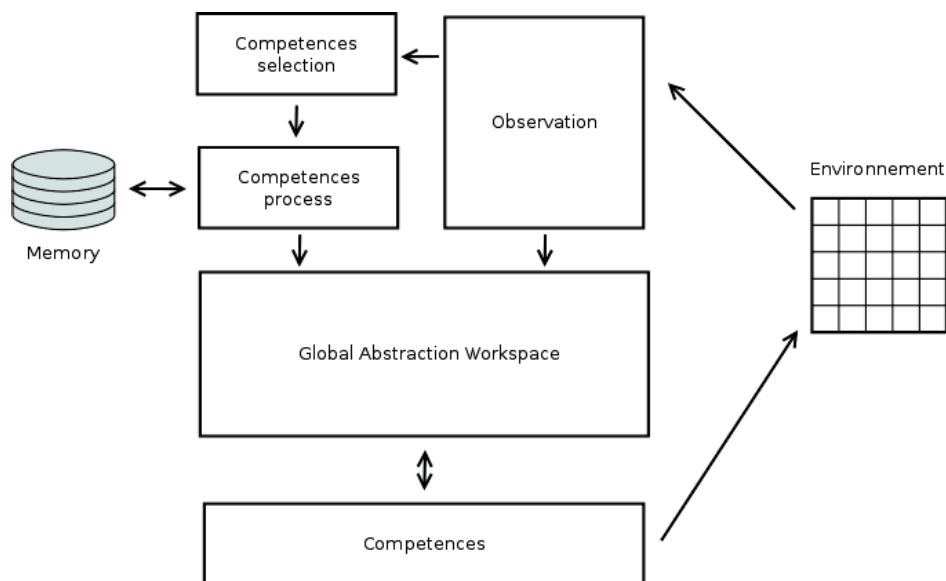 Competences
selection
Observation
Environnement
Competences
process
Memory
Global Abstraction Workspace
Competences